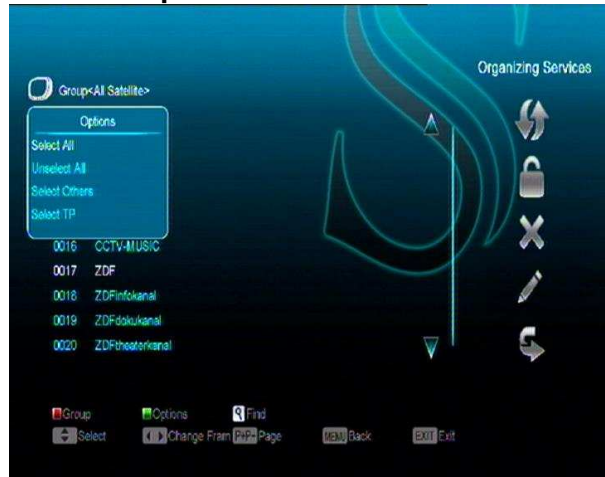 Organizing Services
Group<All Satellite>
Options
Select All
Unselect All
Select Others
Select TP
0016 CCTV-MUSIC
0017 ZDF
0018 ZDFinfokanal
0019 ZDFdokukanal
0020 ZDFtheaterkanal
Group Options Find
Select Change Fram P+P- Page MENU Back EXIT Exit